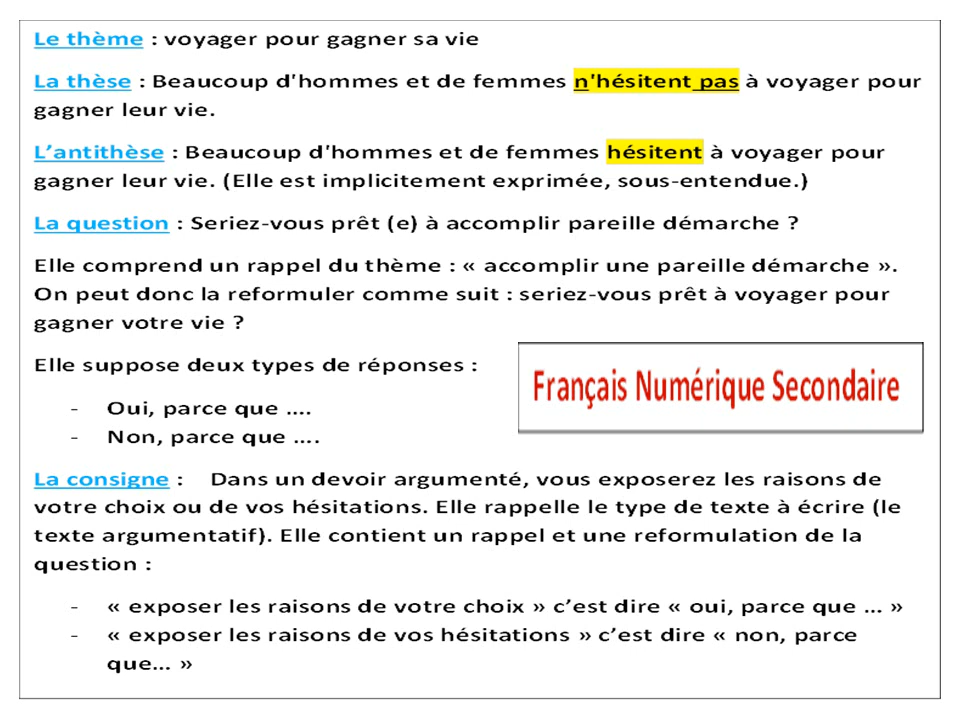 Le thème : voyager pour gagner sa vie
La thèse : Beaucoup d'hommes et de femmes n'hésitent pas à voyager pour
gagner leur vie.
L'antithèse : Beaucoup d'hommes et de femmes hésitent à voyager pour
gagner leur vie. (Elle est implicitement exprimée, sous-entendue.)
La question : Seriez-vous prêt (e) à accomplir pareille démarche ?
Elle comprend un rappel du thème : « accomplir une pareille démarche ».
On peut donc la reformuler comme suit : seriez-vous prêt à voyager pour
gagner votre vie ?
Elle suppose deux types de réponses :
- Oui, parce que ....
- Non, parce que ....
Français Numérique Secondaire
La consigne : Dans un devoir argumenté, vous exposerez les raisons de
votre choix ou de vos hésitations. Elle rappelle le type de texte à écrire (le
texte argumentatif). Elle contient un rappel et une reformulation de la
question :
- « exposer les raisons de votre choix » c'est dire « oui, parce que ... »
- « exposer les raisons de vos hésitations » c'est dire « non, parce
que... »